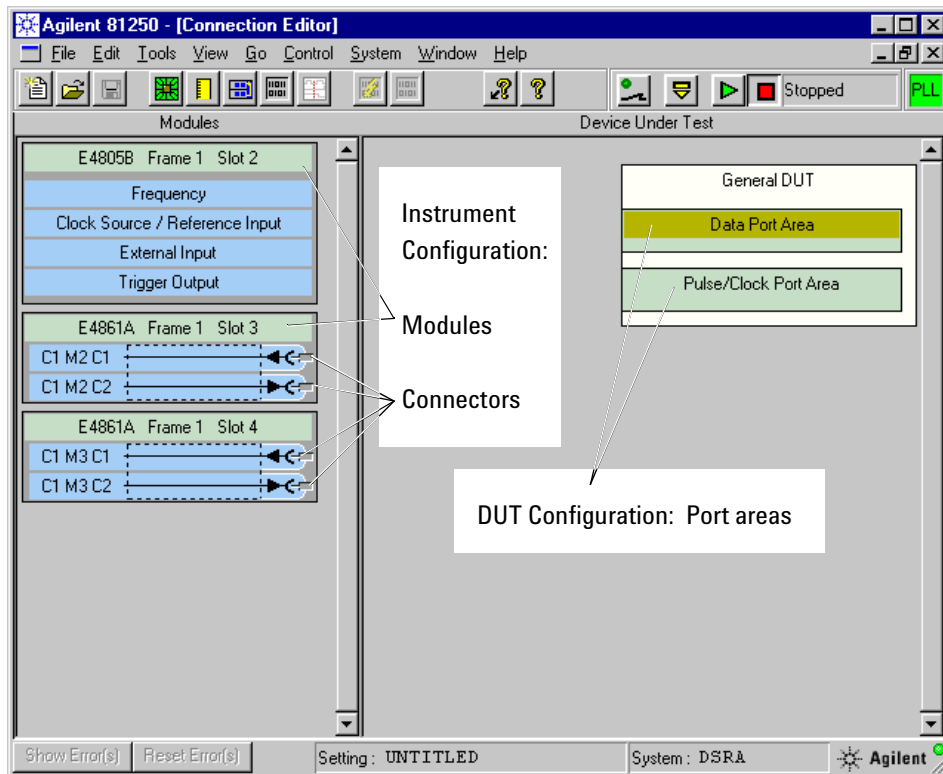 Agilent 81250 - [Connection Editor]
File Edit Tools View Go Control System Window Help
Stopped
PLL
Modules
Device Under Test
E4805B Frame 1 Slot 2
Frequency
Clock Source / Reference Input
External Input
Trigger Output
E4861A Frame 1 Slot 3
C1 M2 C1
C1 M2 C2
E4861A Frame 1 Slot 4
C1 M3 C1
C1 M3 C2
Instrument
Configuration:
Modules
Connectors
General DUT
Data Port Area
Pulse/Clock Port Area
DUT Configuration: Port areas
Show Error(s)
Reset Error(s)
Setting : UNTITLED
System : DSRA
Agilent